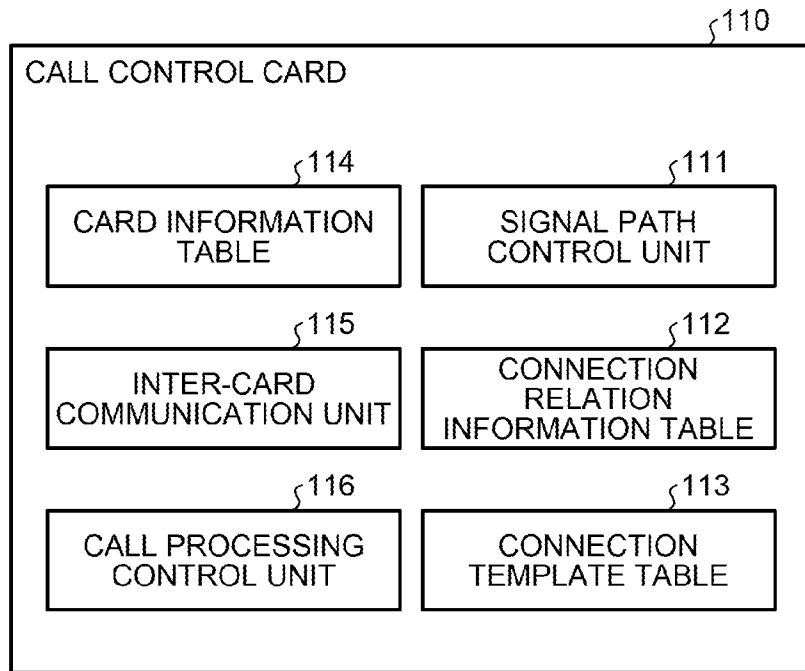 110
CALL CONTROL CARD
114
CARD INFORMATION
TABLE
111
SIGNAL PATH
CONTROL UNIT
115
INTER-CARD
COMMUNICATION UNIT
112
CONNECTION
RELATION
INFORMATION TABLE
116
CALL PROCESSING
CONTROL UNIT
113
CONNECTION
TEMPLATE TABLE